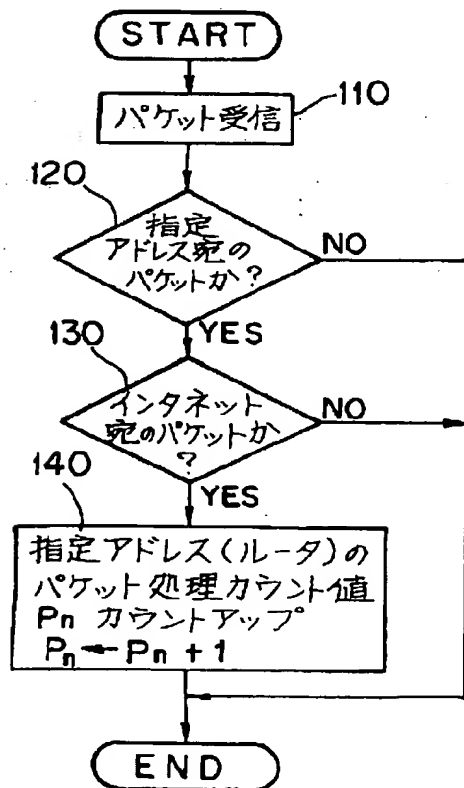 START
110
パケット受信
120
指定
アドレス宛の
パケットか?
NO
YES
130
インタネット
宛のパケットか
?
NO
YES
140
指定アドレス(ルータ)の
パケット処理カウント値
Pn カウントアップ
Pn ← Pn + 1
END